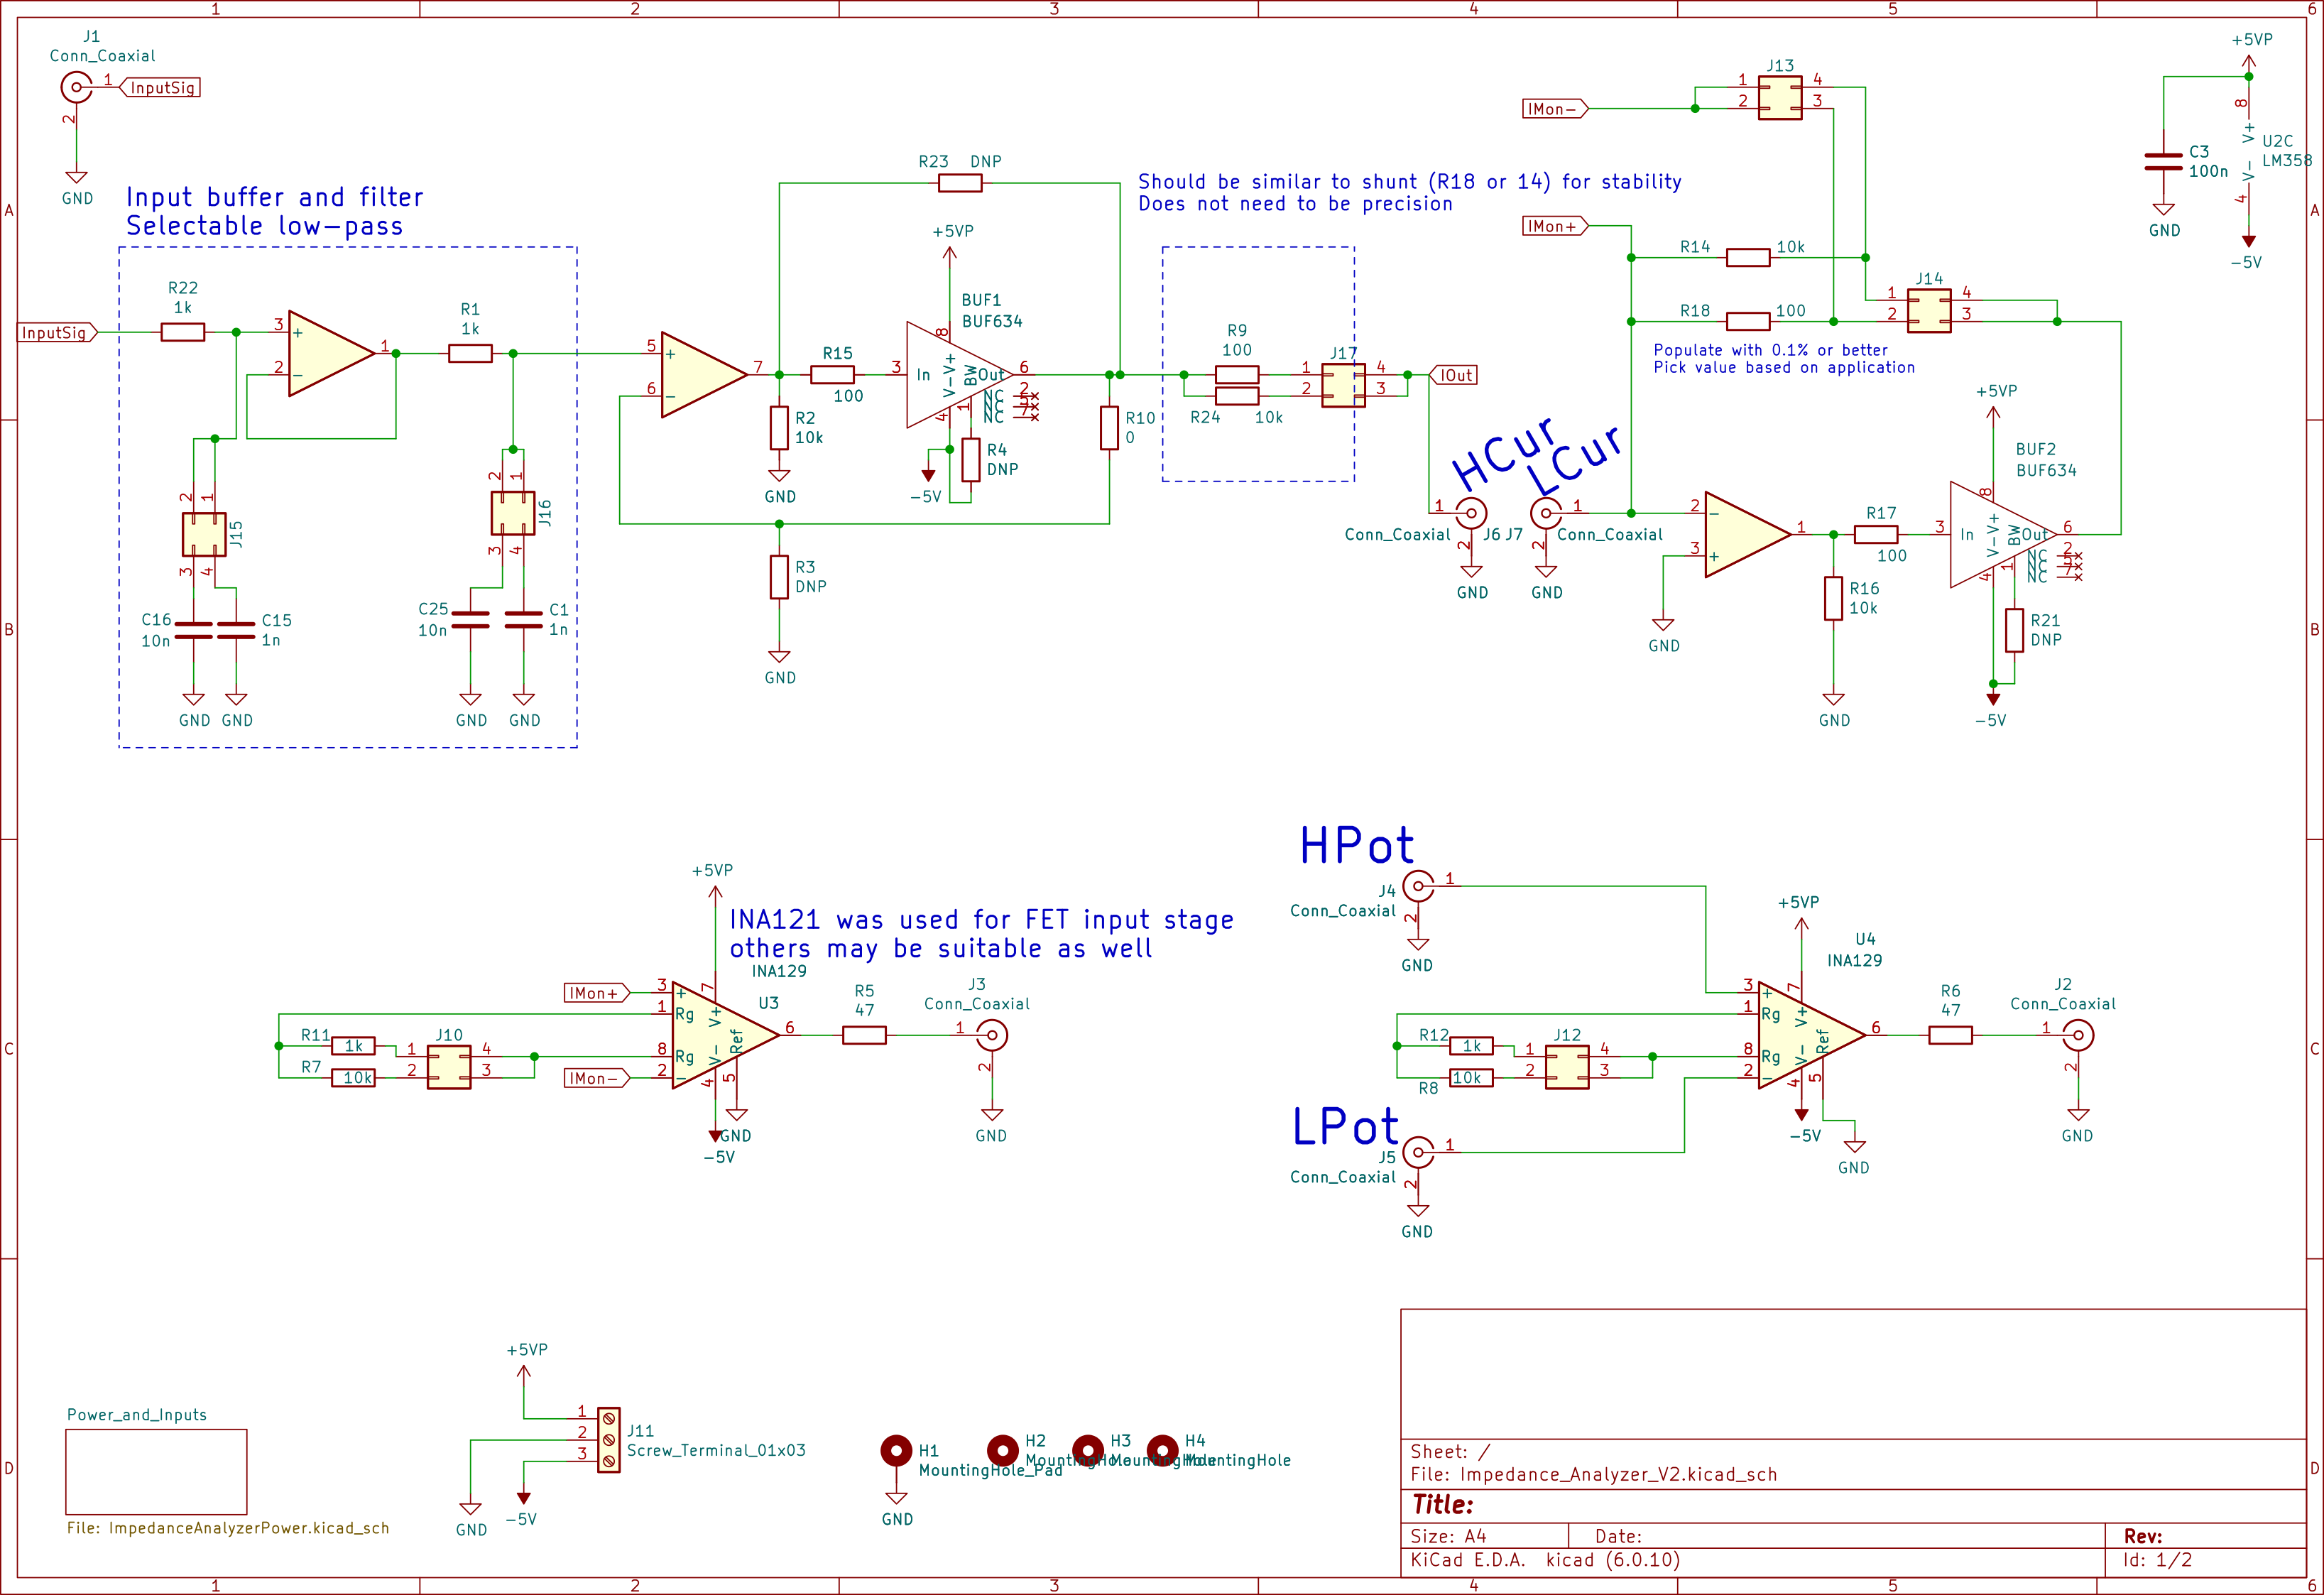 1 2 3 4 5 6
A
B
C
D
J1
Conn_Coaxial
1 InputSig
2
GND
Input buffer and filter
Selectable low-pass
InputSig
R22
1k
3 +
2 -
1
R1
1k
2 1
J15
3 4
C16
10n
C15
1n
GND GND
2 1
J16
3 4
C25
10n
C1
1n
GND GND
5 +
6 -
7
R23 DNP
R15
100
R2
10k
GND
+5VP
BUF1
BUF634
3 In
8
V-V+
BW
Out 6
NC 2
NC 5
NC 7
4
1
-5V
R4
DNP
R10
0
R3
DNP
GND
Should be similar to shunt (R18 or 14) for stability
Does not need to be precision
R9
100
R24 10k
J17
1 4
2 3
IOut
HCur
LCur
1
Conn_Coaxial J6
2
GND
1
J7 Conn_Coaxial
2
GND
IMon-
J13
1 4
2 3
IMon+
R14 10k
R18 100
J14
1 4
2 3
Populate with 0.1% or better
Pick value based on application
2 -
3 +
1
GND
R17
100
R16
10k
GND
+5VP
BUF2
BUF634
3 In
8
V-V+
BW
Out 6
NC 2
NC 5
NC 7
4
1
R21
DNP
-5V
+5VP
8
V+
U2C
LM358
V-
4
-5V
C3
100n
GND
+5VP
INA121 was used for FET input stage
others may be suitable as well
INA129
U3
IMon+
3 +
1 Rg
8 Rg
2 -
IMon-
7
V+
V-
Ref
4
5
6
GND
-5V
R11 1k
R7 10k
J10
1 4
2 3
R5
47
J3
Conn_Coaxial
1
2
GND
HPot
J4
Conn_Coaxial
1
2
GND
LPot
J5
Conn_Coaxial
1
2
GND
R12 1k
R8 10k
J12
1 4
2 3
+5VP
U4
INA129
3 +
1 Rg
8 Rg
2 -
7
V+
V-
Ref
4
5
6
-5V
GND
R6
47
J2
Conn_Coaxial
1
2
GND
Power_and_Inputs
File: ImpedanceAnalyzerPower.kicad_sch
+5VP
1
2
3
J11
Screw_Terminal_01x03
GND
-5V
H1
MountingHole_Pad
GND
H2
MountingHole
H3
MountingHole
H4
MountingHole
Sheet: /
File: Impedance_Analyzer_V2.kicad_sch
Title:
Size: A4 Date: Rev:
KiCad E.D.A. kicad (6.0.10) Id: 1/2
A
B
C
D
1 2 3 4 5 6